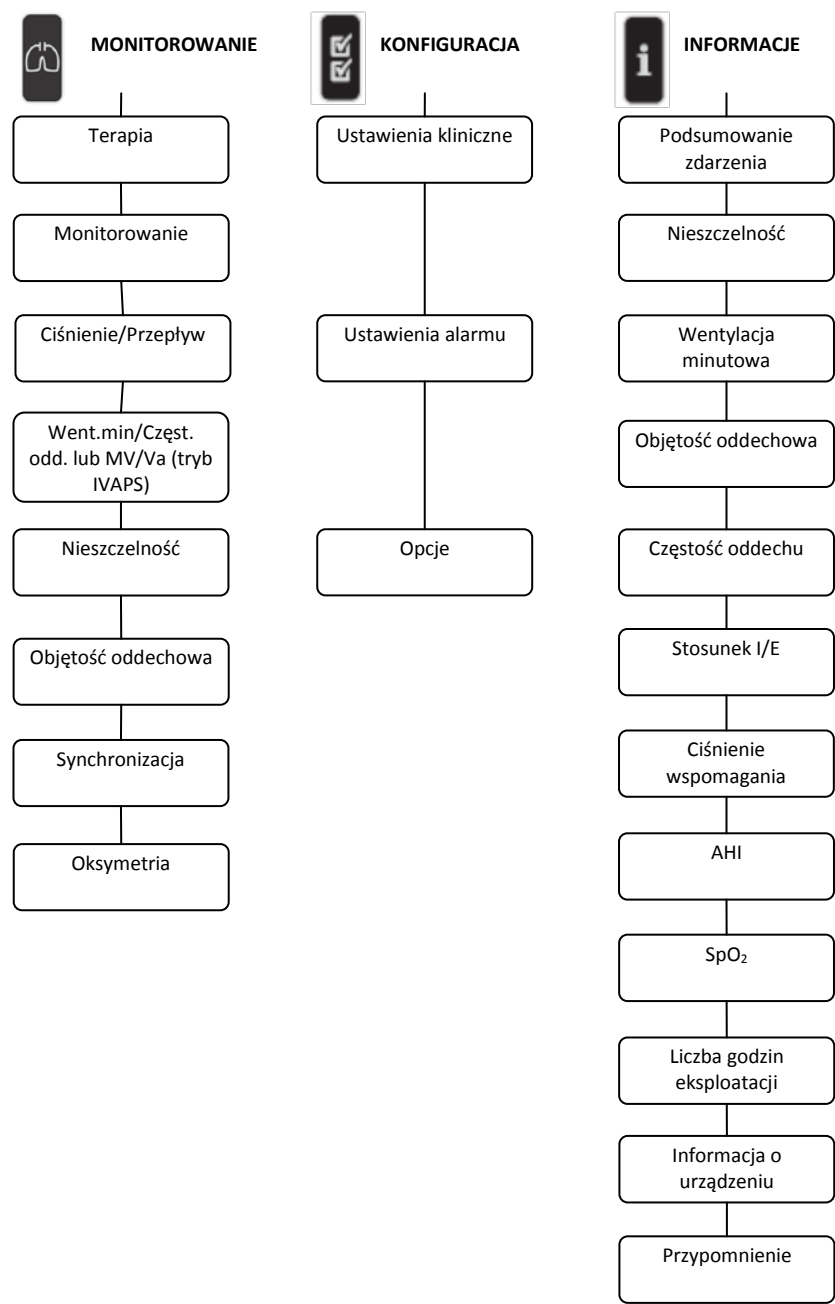 MONITOROWANIE
Terapia
Monitorowanie
Ciśnienie/Przepływ
Went.min/Częst.
odd. lub MV/Va (tryb
IVAPS)
Nieszczelność
Objętość oddechowa
Synchronizacja
Oksymetria
KONFIGURACJA
Ustawienia kliniczne
Ustawienia alarmu
Opcje
i
INFORMACJE
Podsumowanie
zdarzenia
Nieszczelność
Wentylacja
minutowa
Objętość oddechowa
Częstość oddechu
Stosunek I/E
Ciśnienie
wspomagania
AHI
SpO₂
Liczba godzin
eksploatacji
Informacja o
urządzeniu
Przypomnienie